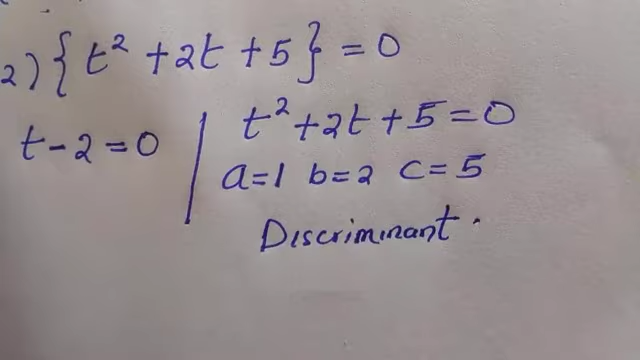 2) { t² + 2t + 5 } = 0
t - 2 = 0 | t² + 2t + 5 = 0
a = 1 b = 2 c = 5
Discriminant .